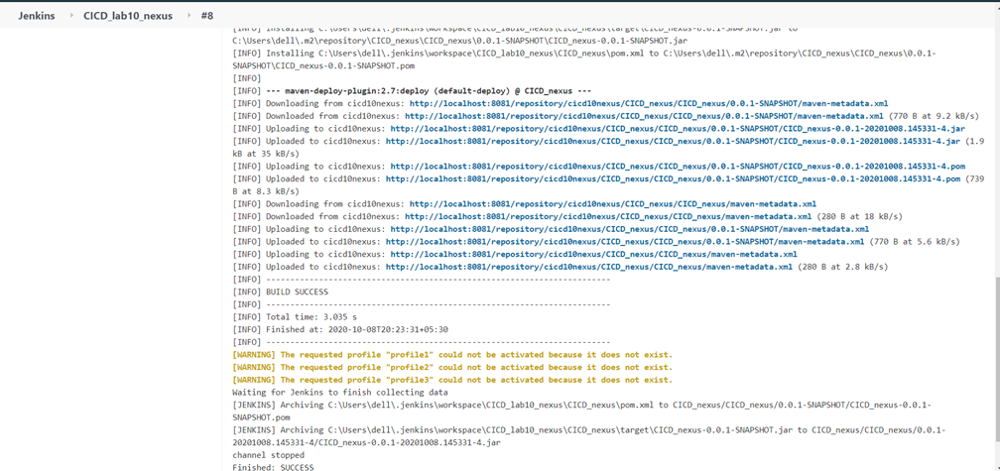 Jenkins › CICD_lab10_nexus › #8
[INFO] Installing C:\Users\dell\.jenkins\workspace\CICD_lab10_nexus\CICD_nexus\target\CICD_nexus-0.0.1-SNAPSHOT.jar to
C:\Users\dell\.m2\repository\CICD_nexus\CICD_nexus\0.0.1-SNAPSHOT\CICD_nexus-0.0.1-SNAPSHOT.jar
[INFO] Installing C:\Users\dell\.jenkins\workspace\CICD_lab10_nexus\CICD_nexus\pom.xml to C:\Users\dell\.m2\repository\CICD_nexus\CICD_nexus\0.0.1-
SNAPSHOT\CICD_nexus-0.0.1-SNAPSHOT.pom
[INFO]
[INFO] --- maven-deploy-plugin:2.7:deploy (default-deploy) @ CICD_nexus ---
[INFO] Downloading from cicd10nexus: http://localhost:8081/repository/cicd10nexus/CICD_nexus/CICD_nexus/0.0.1-SNAPSHOT/maven-metadata.xml
[INFO] Downloaded from cicd10nexus: http://localhost:8081/repository/cicd10nexus/CICD_nexus/CICD_nexus/0.0.1-SNAPSHOT/maven-metadata.xml (770 B at 9.2 kB/s)
[INFO] Uploading to cicd10nexus: http://localhost:8081/repository/cicd10nexus/CICD_nexus/CICD_nexus/0.0.1-SNAPSHOT/CICD_nexus-0.0.1-20201008.145331-4.jar
[INFO] Uploaded to cicd10nexus: http://localhost:8081/repository/cicd10nexus/CICD_nexus/CICD_nexus/0.0.1-SNAPSHOT/CICD_nexus-0.0.1-20201008.145331-4.jar (1.9
kB at 35 kB/s)
[INFO] Uploading to cicd10nexus: http://localhost:8081/repository/cicd10nexus/CICD_nexus/CICD_nexus/0.0.1-SNAPSHOT/CICD_nexus-0.0.1-20201008.145331-4.pom
[INFO] Uploaded to cicd10nexus: http://localhost:8081/repository/cicd10nexus/CICD_nexus/CICD_nexus/0.0.1-SNAPSHOT/CICD_nexus-0.0.1-20201008.145331-4.pom (739
B at 8.3 kB/s)
[INFO] Downloading from cicd10nexus: http://localhost:8081/repository/cicd10nexus/CICD_nexus/CICD_nexus/maven-metadata.xml
[INFO] Downloaded from cicd10nexus: http://localhost:8081/repository/cicd10nexus/CICD_nexus/CICD_nexus/maven-metadata.xml (280 B at 18 kB/s)
[INFO] Uploading to cicd10nexus: http://localhost:8081/repository/cicd10nexus/CICD_nexus/CICD_nexus/0.0.1-SNAPSHOT/maven-metadata.xml
[INFO] Uploaded to cicd10nexus: http://localhost:8081/repository/cicd10nexus/CICD_nexus/CICD_nexus/0.0.1-SNAPSHOT/maven-metadata.xml (770 B at 5.6 kB/s)
[INFO] Uploading to cicd10nexus: http://localhost:8081/repository/cicd10nexus/CICD_nexus/CICD_nexus/maven-metadata.xml
[INFO] Uploaded to cicd10nexus: http://localhost:8081/repository/cicd10nexus/CICD_nexus/CICD_nexus/maven-metadata.xml (280 B at 2.8 kB/s)
[INFO] ------------------------------------------------------------------------
[INFO] BUILD SUCCESS
[INFO] ------------------------------------------------------------------------
[INFO] Total time: 3.035 s
[INFO] Finished at: 2020-10-08T20:23:31+05:30
[INFO] ------------------------------------------------------------------------
[WARNING] The requested profile "profile1" could not be activated because it does not exist.
[WARNING] The requested profile "profile2" could not be activated because it does not exist.
[WARNING] The requested profile "profile3" could not be activated because it does not exist.
Waiting for Jenkins to finish collecting data
[JENKINS] Archiving C:\Users\dell\.jenkins\workspace\CICD_lab10_nexus\CICD_nexus\pom.xml to CICD_nexus/CICD_nexus/0.0.1-SNAPSHOT/CICD_nexus-0.0.1-
SNAPSHOT.pom
[JENKINS] Archiving C:\Users\dell\.jenkins\workspace\CICD_lab10_nexus\CICD_nexus\target\CICD_nexus-0.0.1-SNAPSHOT.jar to CICD_nexus/CICD_nexus/0.0.1-
20201008.145331-4/CICD_nexus-0.0.1-20201008.145331-4.jar
channel stopped
Finished: SUCCESS